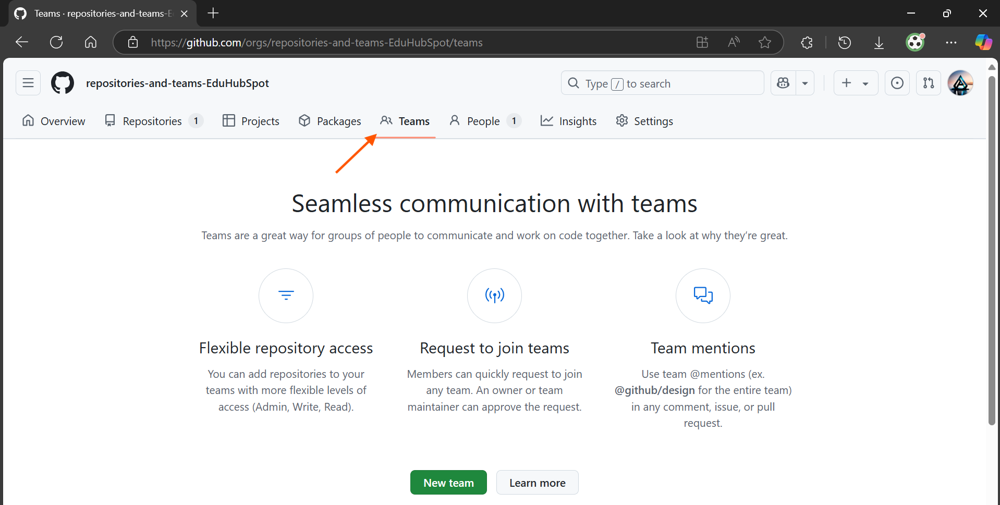 Teams · repositories-and-teams-E
https://github.com/orgs/repositories-and-teams-EduHubSpot/teams
repositories-and-teams-EduHubSpot
Type / to search
Overview Repositories 1 Projects Packages Teams People 1 Insights Settings
Seamless communication with teams
Teams are a great way for groups of people to communicate and work on code together. Take a look at why they’re great.
Flexible repository access
You can add repositories to your
teams with more flexible levels of
access (Admin, Write, Read).
Request to join teams
Members can quickly request to join
any team. An owner or team
maintainer can approve the request.
Team mentions
Use team @mentions (ex.
@github/design for the entire team)
in any comment, issue, or pull
request.
New team Learn more